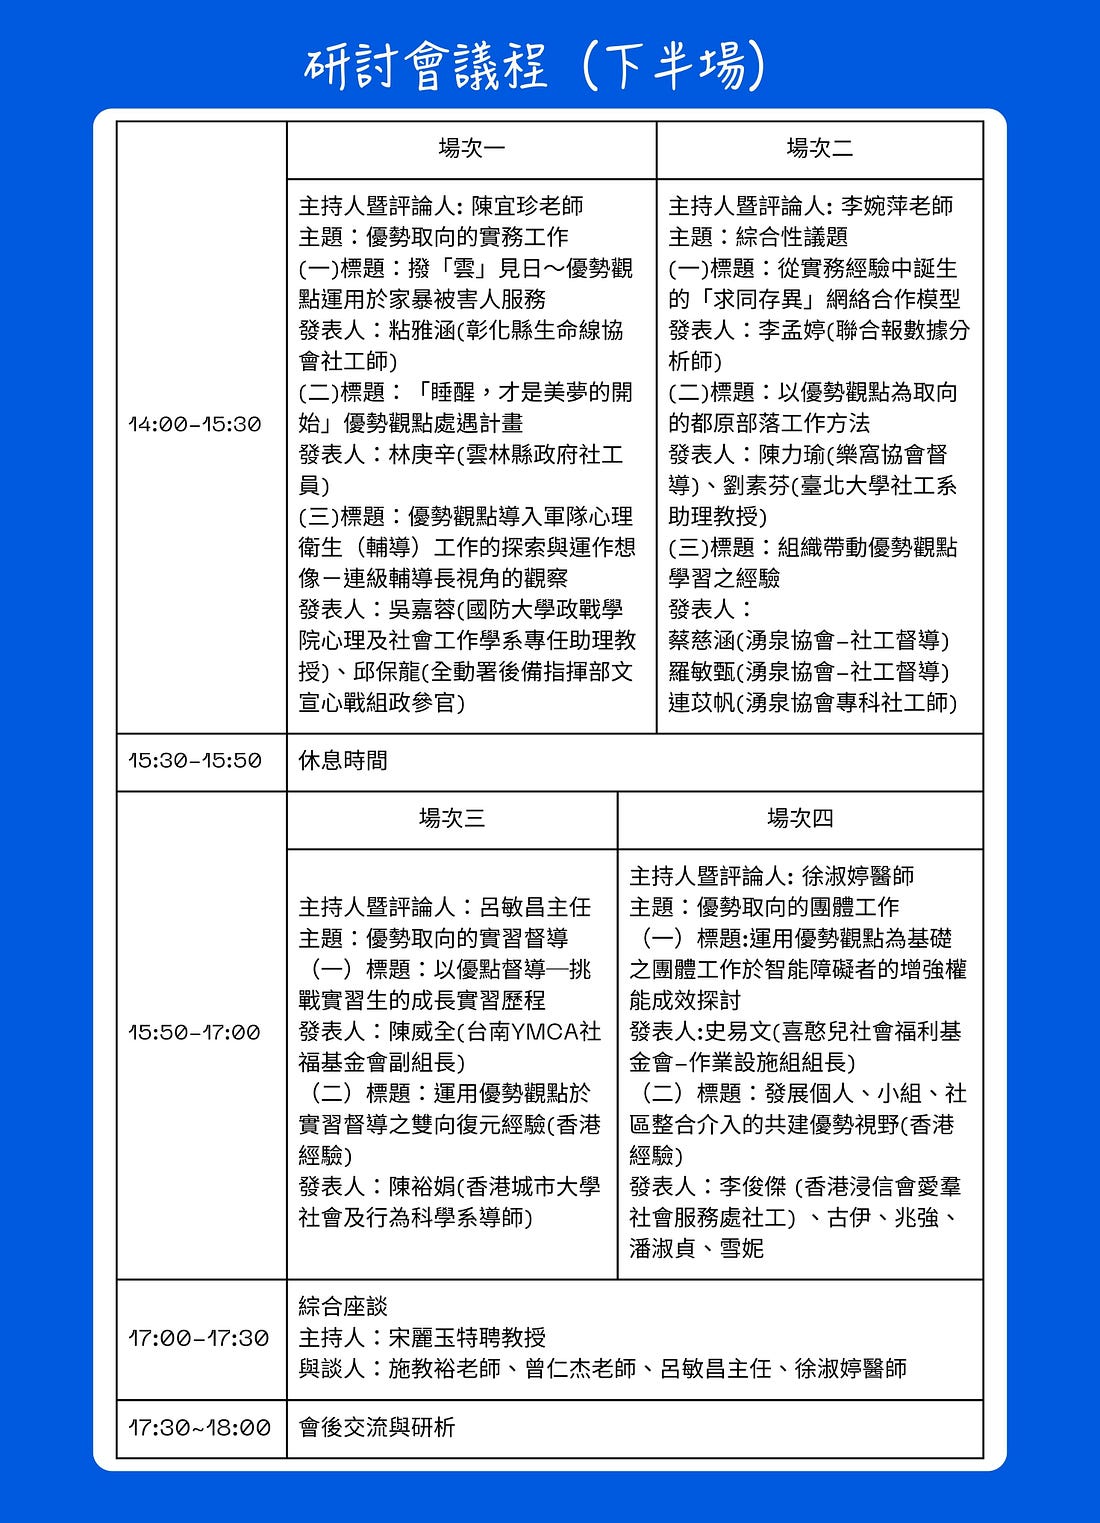 研討會議程（下半場）
場次一
場次二
14:00-15:30
主持人暨評論人: 陳宜珍老師
主題：優勢取向的實務工作
(一)標題：撥「雲」見日～優勢觀
點運用於家暴被害人服務
發表人：粘雅涵(彰化縣生命線協
會社工師)
(二)標題：「睡醒，才是美夢的開
始」優勢觀點處遇計畫
發表人：林庚辛(雲林縣政府社工
員)
(三)標題：優勢觀點導入軍隊心理
衛生（輔導）工作的探索與運作想
像－連級輔導長視角的觀察
發表人：吳嘉蓉(國防大學政戰學
院心理及社會工作學系專任助理教
授)、邱保龍(全動署後備指揮部文
宣心戰組政參官)
主持人暨評論人: 李婉萍老師
主題：綜合性議題
(一)標題：從實務經驗中誕生
的「求同存異」網絡合作模型
發表人：李孟婷(聯合報數據分
析師)
(二)標題：以優勢觀點為取向
的都原部落工作方法
發表人：陳力瑜(樂窩協會督
導)、劉素芬(臺北大學社工系
助理教授)
(三)標題：組織帶動優勢觀點
學習之經驗
發表人：
蔡慈涵(湧泉協會-社工督導)
羅敏甄(湧泉協會-社工督導)
連苡帆(湧泉協會專科社工師)
15:30-15:50
休息時間
場次三
場次四
15:50-17:00
主持人暨評論人：呂敏昌主任
主題：優勢取向的實習督導
（一）標題：以優點督導─挑
戰實習生的成長實習歷程
發表人：陳威全(台南YMCA社
福基金會副組長)
（二）標題：運用優勢觀點於
實習督導之雙向復元經驗(香港
經驗)
發表人：陳裕娟(香港城市大學
社會及行為科學系導師)
主持人暨評論人: 徐淑婷醫師
主題：優勢取向的團體工作
（一）標題:運用優勢觀點為基礎
之團體工作於智能障礙者的增強權
能成效探討
發表人:史易文(喜憨兒社會福利基
金會-作業設施組組長)
（二）標題：發展個人、小組、社
區整合介入的共建優勢視野(香港
經驗)
發表人：李俊傑 (香港浸信會愛羣
社會服務處社工) 、古伊、兆強、
潘淑貞、雪妮
17:00-17:30
綜合座談
主持人：宋麗玉特聘教授
與談人：施教裕老師、曾仁杰老師、呂敏昌主任、徐淑婷醫師
17:30~18:00
會後交流與研析